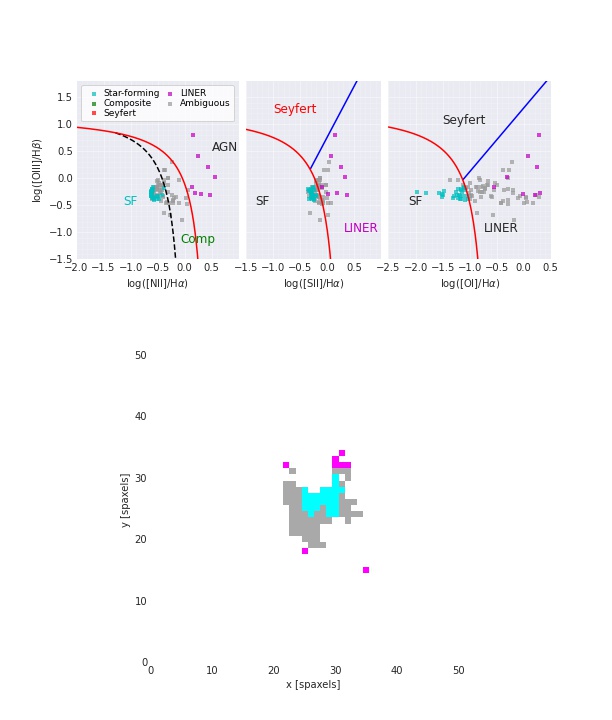 Star-forming
Composite
Seyfert
LINER
Ambiguous
AGN
SF
Comp
Seyfert
SF
LINER
Seyfert
SF
LINER
1.5
1.0
0.5
0.0
−0.5
−1.0
−1.5
log([OIII]/Hβ)
−2.0 −1.5 −1.0 −0.5 0.0 0.5
−1.5 −1.0 −0.5 0.0 0.5
−2.5 −2.0 −1.5 −1.0 −0.5 0.0 0.5
log([NII]/Hα)
log([SII]/Hα)
log([OI]/Hα)
50
40
30
20
10
0
y [spaxels]
0 10 20 30 40 50
x [spaxels]